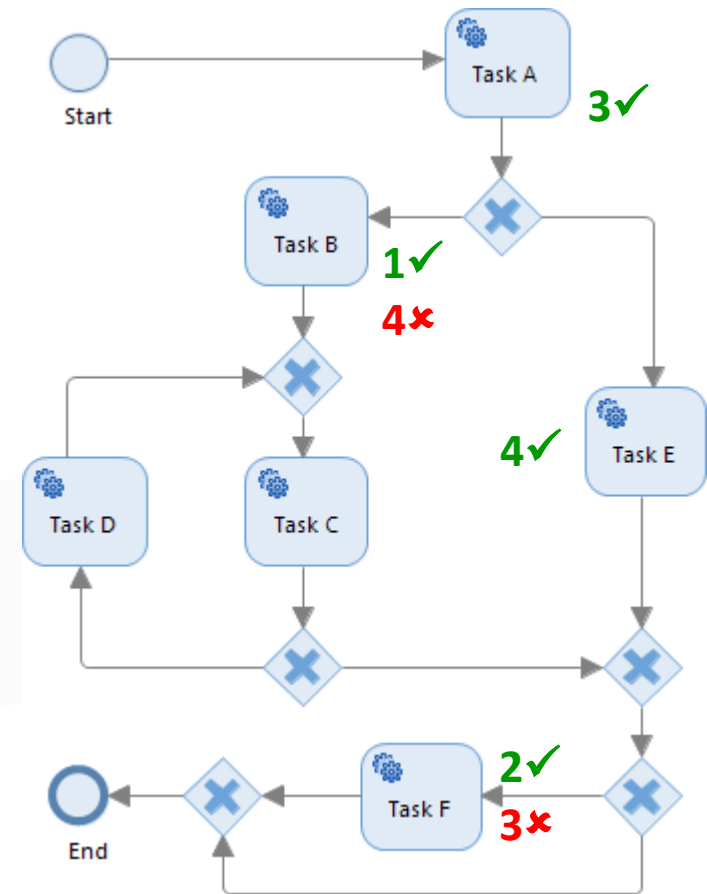 Task A
Start
3✓
Task B
1✓
4✗
4✓
Task E
Task D
Task C
2✓
Task F
3✗
End